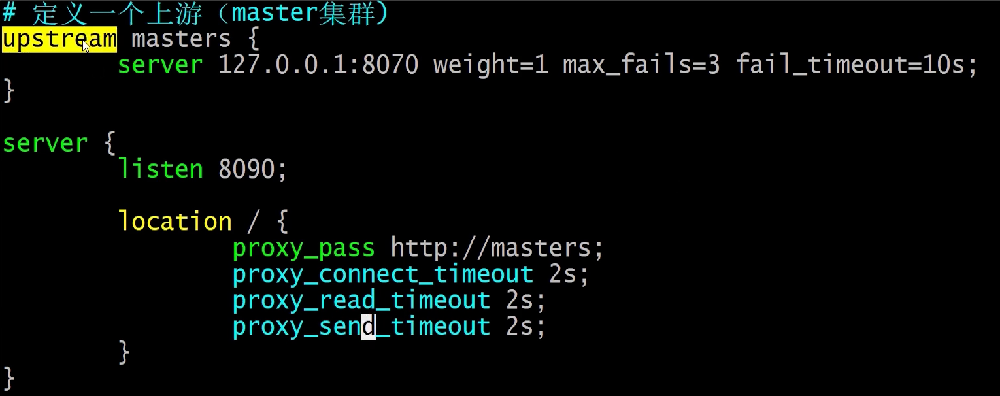 # 定义一个上游（master集群)
upstream masters {
server 127.0.0.1:8070 weight=1 max_fails=3 fail_timeout=10s;
}
server {
listen 8090;
location / {
proxy_pass http://masters;
proxy_connect_timeout 2s;
proxy_read_timeout 2s;
proxy_send_timeout 2s;
}
}